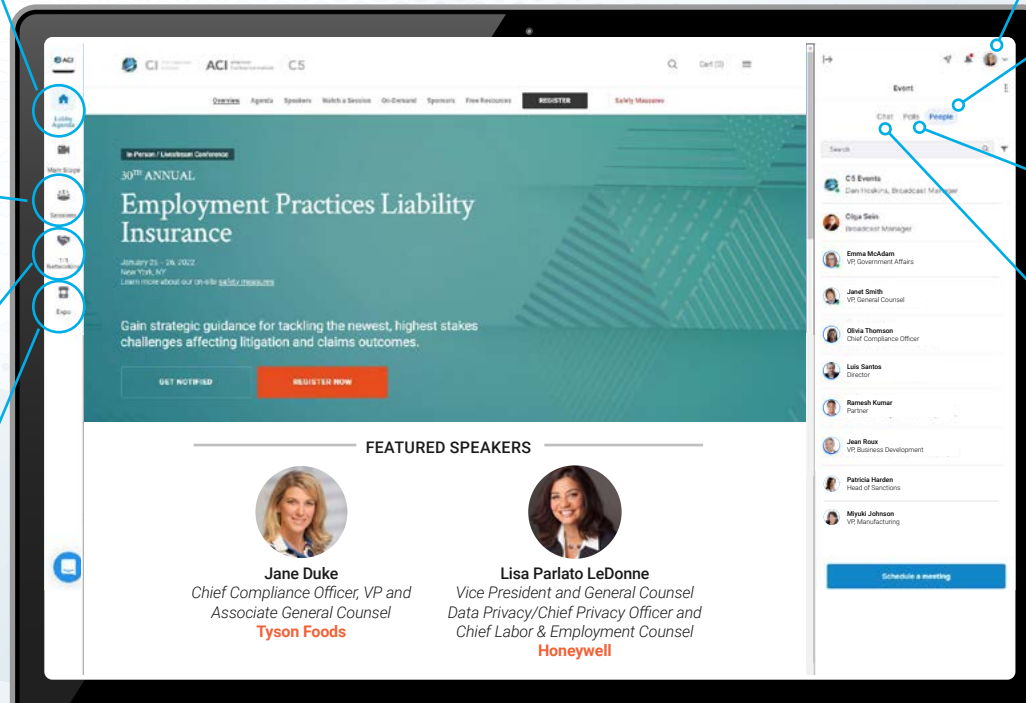 ACI
Lobby
Agenda
Main Stage
Sessions
1:1
Networking
Expo
CI
ACI
C5
Cart (0)
Overview
Agenda
Speakers
Watch a Session
On-Demand
Sponsors
Free Resources
REGISTER
Safety Measures
In-Person / Livestream Conference
30TH ANNUAL
Employment Practices Liability
Insurance
January 25 – 26, 2022
New York, NY
Learn more about our on-site safety measures
Gain strategic guidance for tackling the newest, highest stakes
challenges affecting litigation and claims outcomes.
GET NOTIFIED
REGISTER NOW
FEATURED SPEAKERS
Jane Duke
Chief Compliance Officer, VP and
Associate General Counsel
Tyson Foods
Lisa Parlato LeDonne
Vice President and General Counsel
Data Privacy/Chief Privacy Officer and
Chief Labor & Employment Counsel
Honeywell
Event
Chat
Polls
People
Search
C5 Events
Dan Hoskins, Broadcast Manager
Sein
Broadcast Manager
Emma McAdam
VP, Government Affairs
Janet Smith
VP, General Counsel
Olivia Thomson
Chief Compliance Officer
Luis Santos
Director
Ramesh Kumar
Partner
Jean Roux
VP, Business Development
Patricia Harden
Head of Sanctions
Miyuki Johnson
VP, Manufacturing
Schedule a meeting